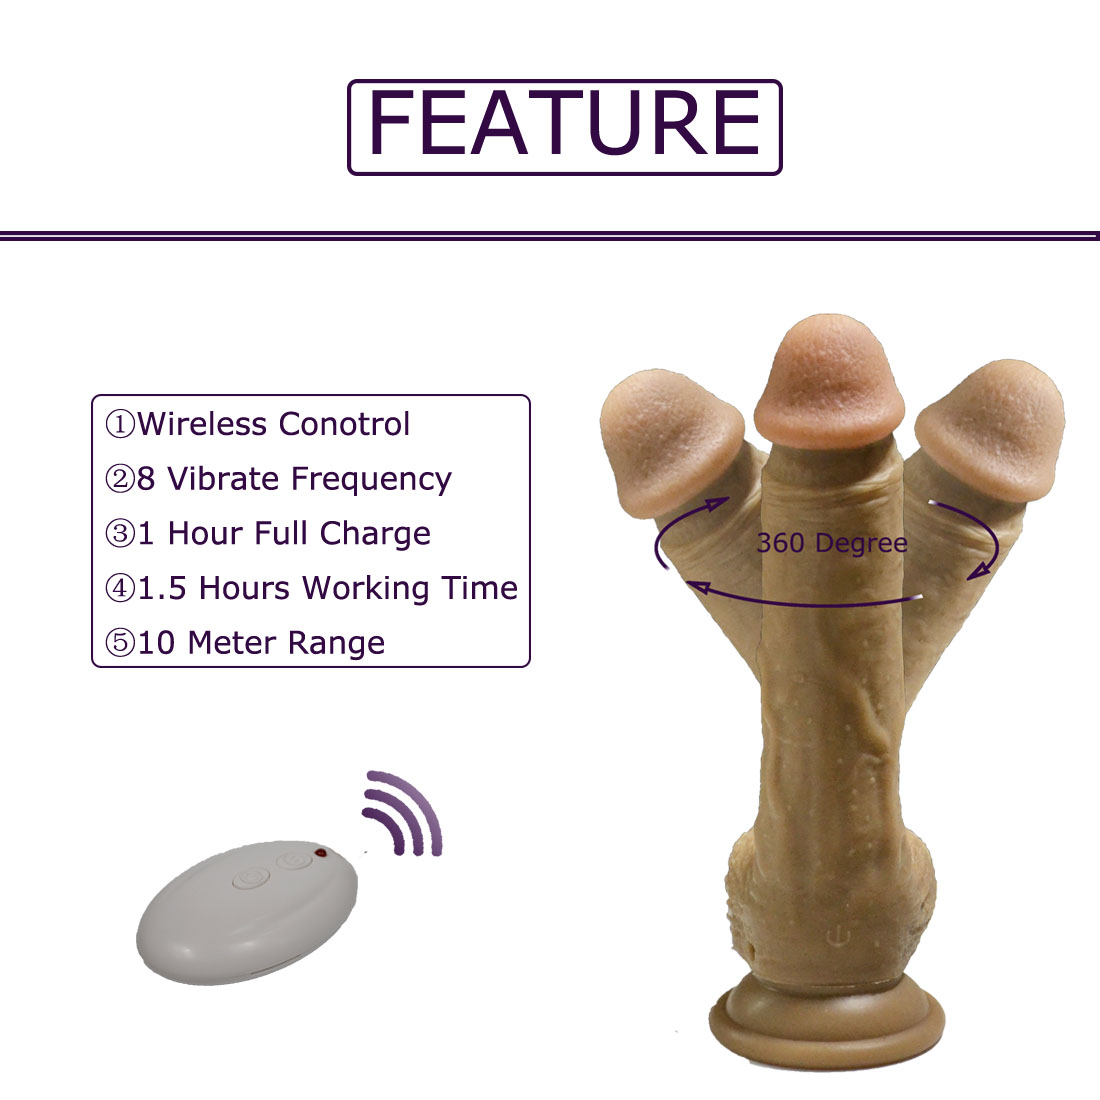 FEATURE
①Wireless Conotrol
②8 Vibrate Frequency
③1 Hour Full Charge
④1.5 Hours Working Time
⑤10 Meter Range
360 Degree